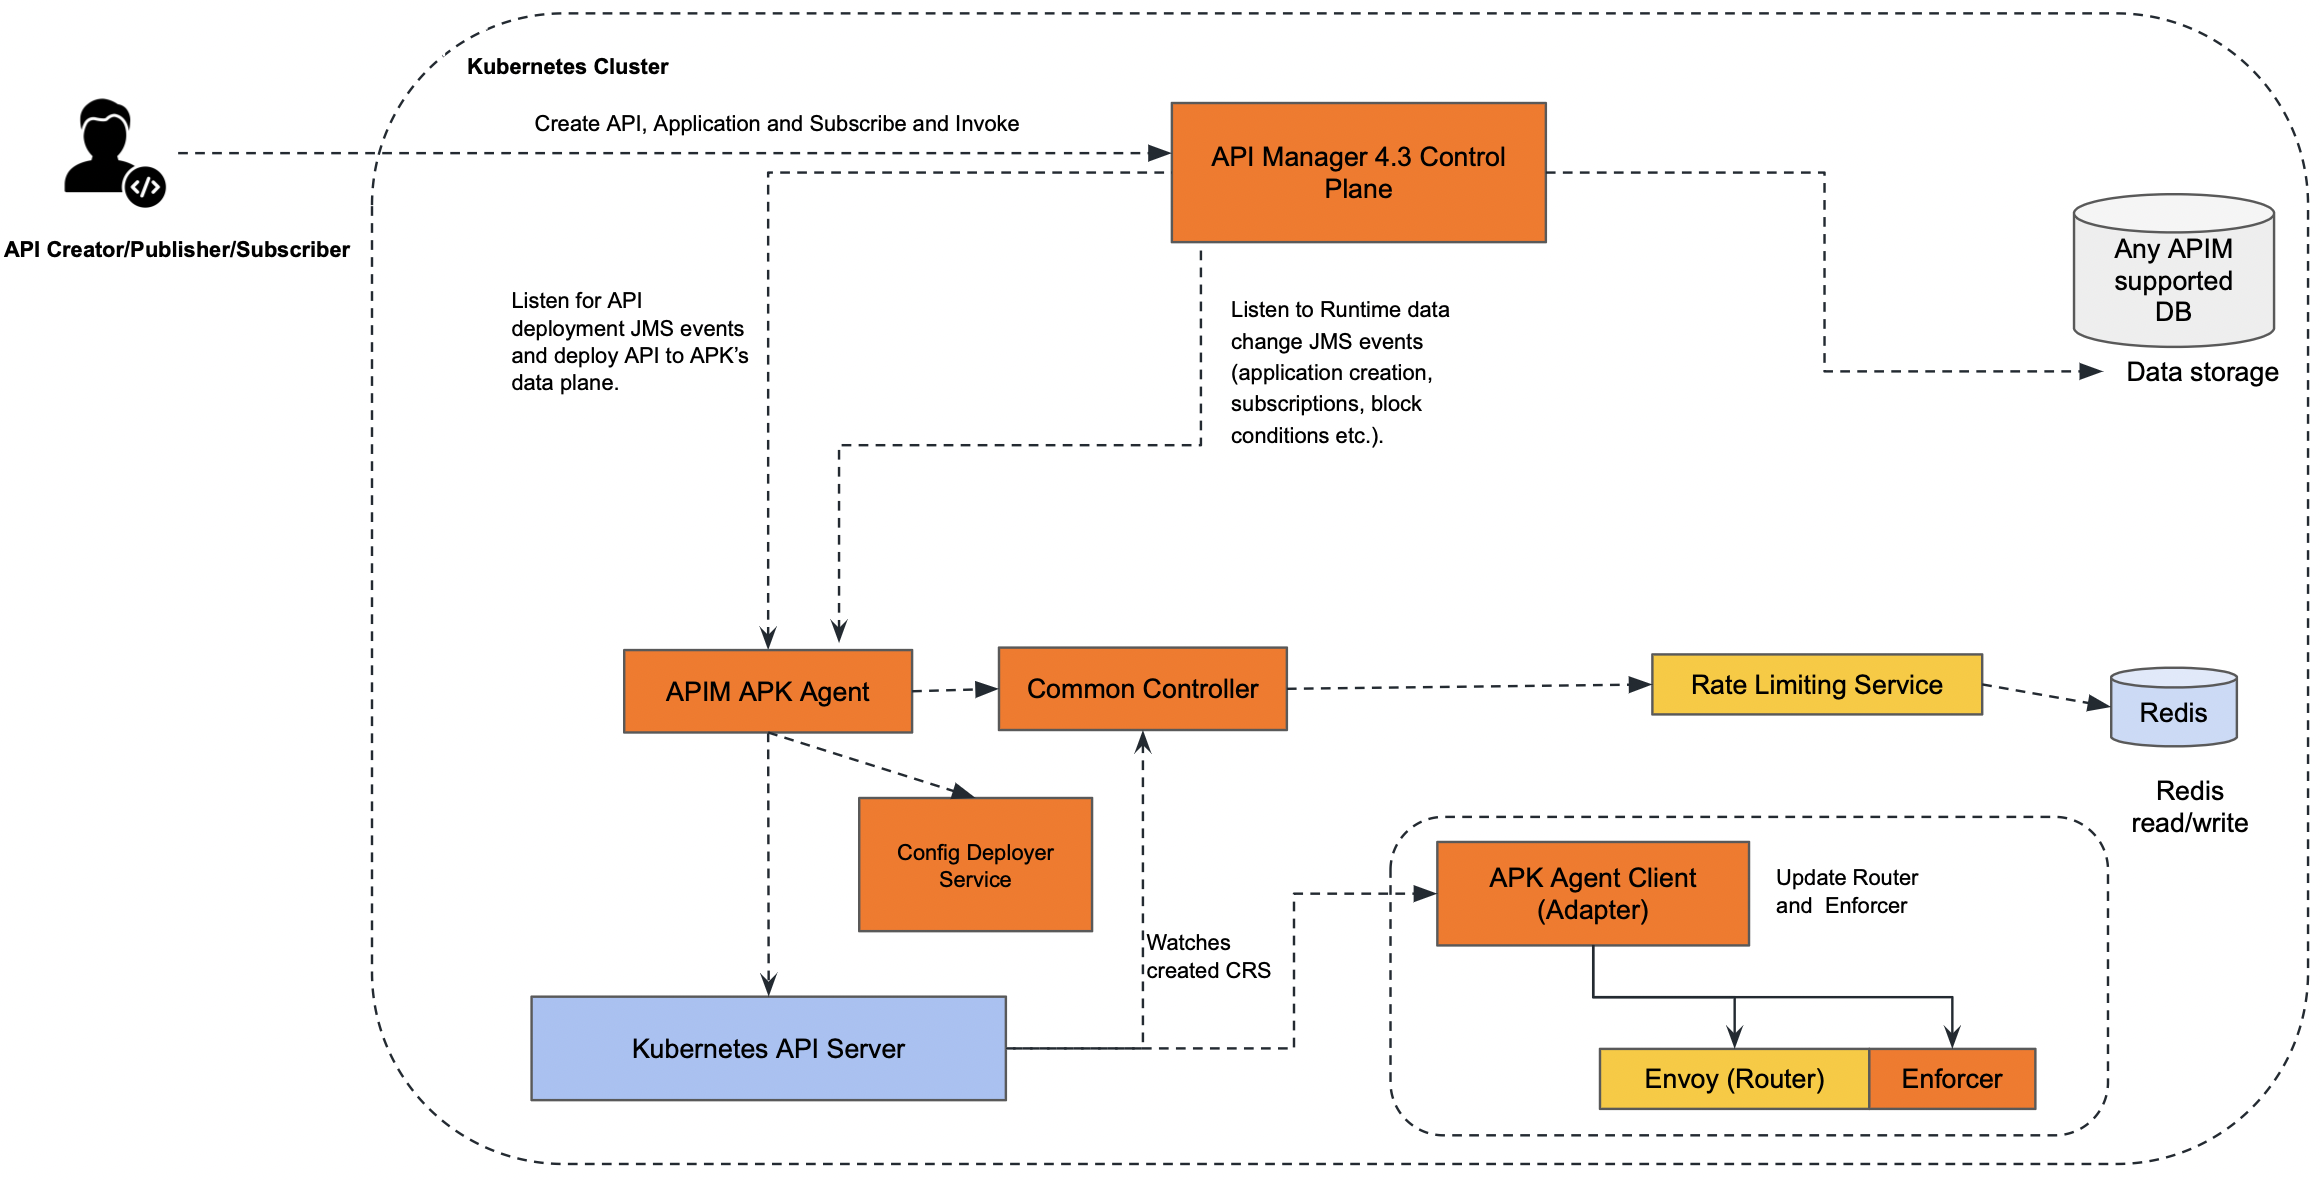 Kubernetes Cluster
Create API, Application and Subscribe and Invoke
API Manager 4.3 Control
Plane
API Creator/Publisher/Subscriber
Any APIM
supported
DB
Data storage
Listen for API
deployment JMS events
and deploy API to APK’s
data plane.
Listen to Runtime data
change JMS events
(application creation,
subscriptions, block
conditions etc.).
APIM APK Agent
Common Controller
Rate Limiting Service
Redis
Redis
read/write
Config Deployer
Service
APK Agent Client
(Adapter)
Update Router
and Enforcer
Watches
created CRS
Kubernetes API Server
Envoy (Router)
Enforcer